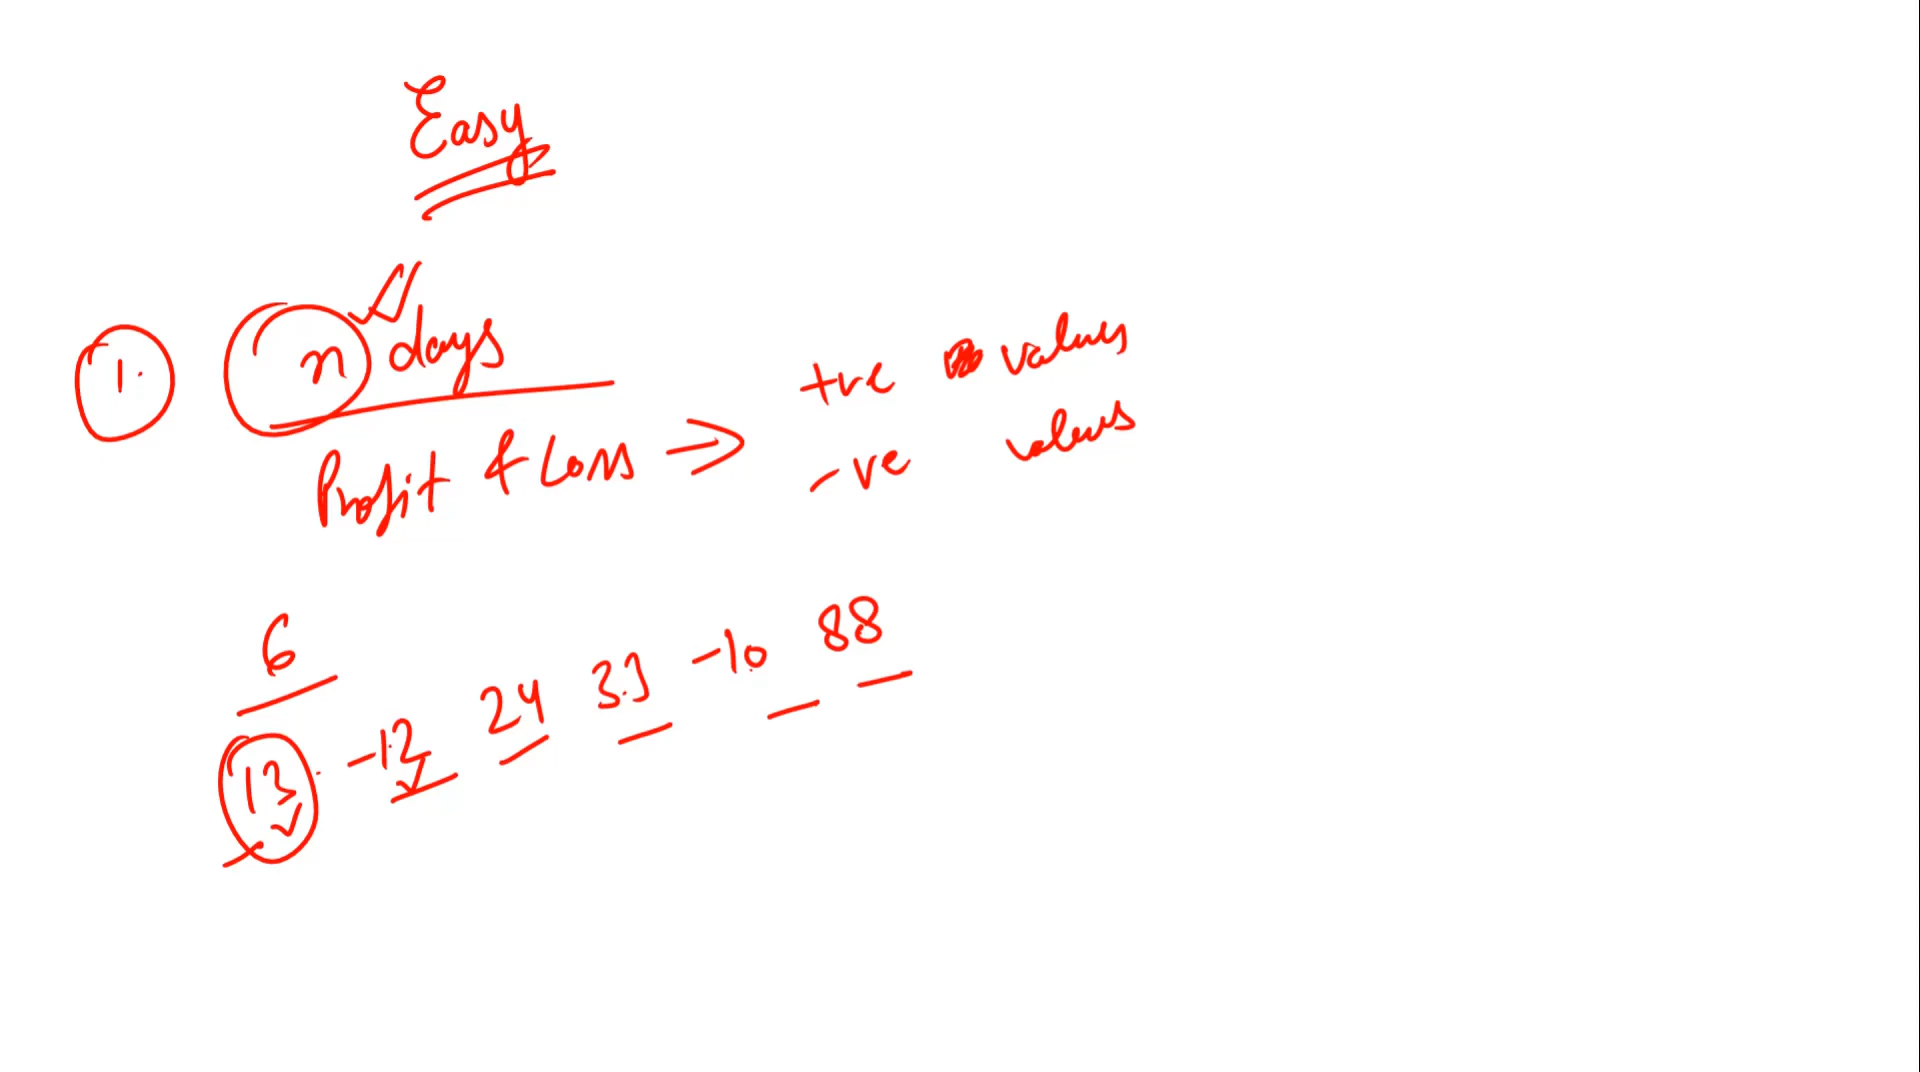 Easy
1. n days
Profit & Loss → +ve values
-ve values
6
13 -12 24 33 -10 88